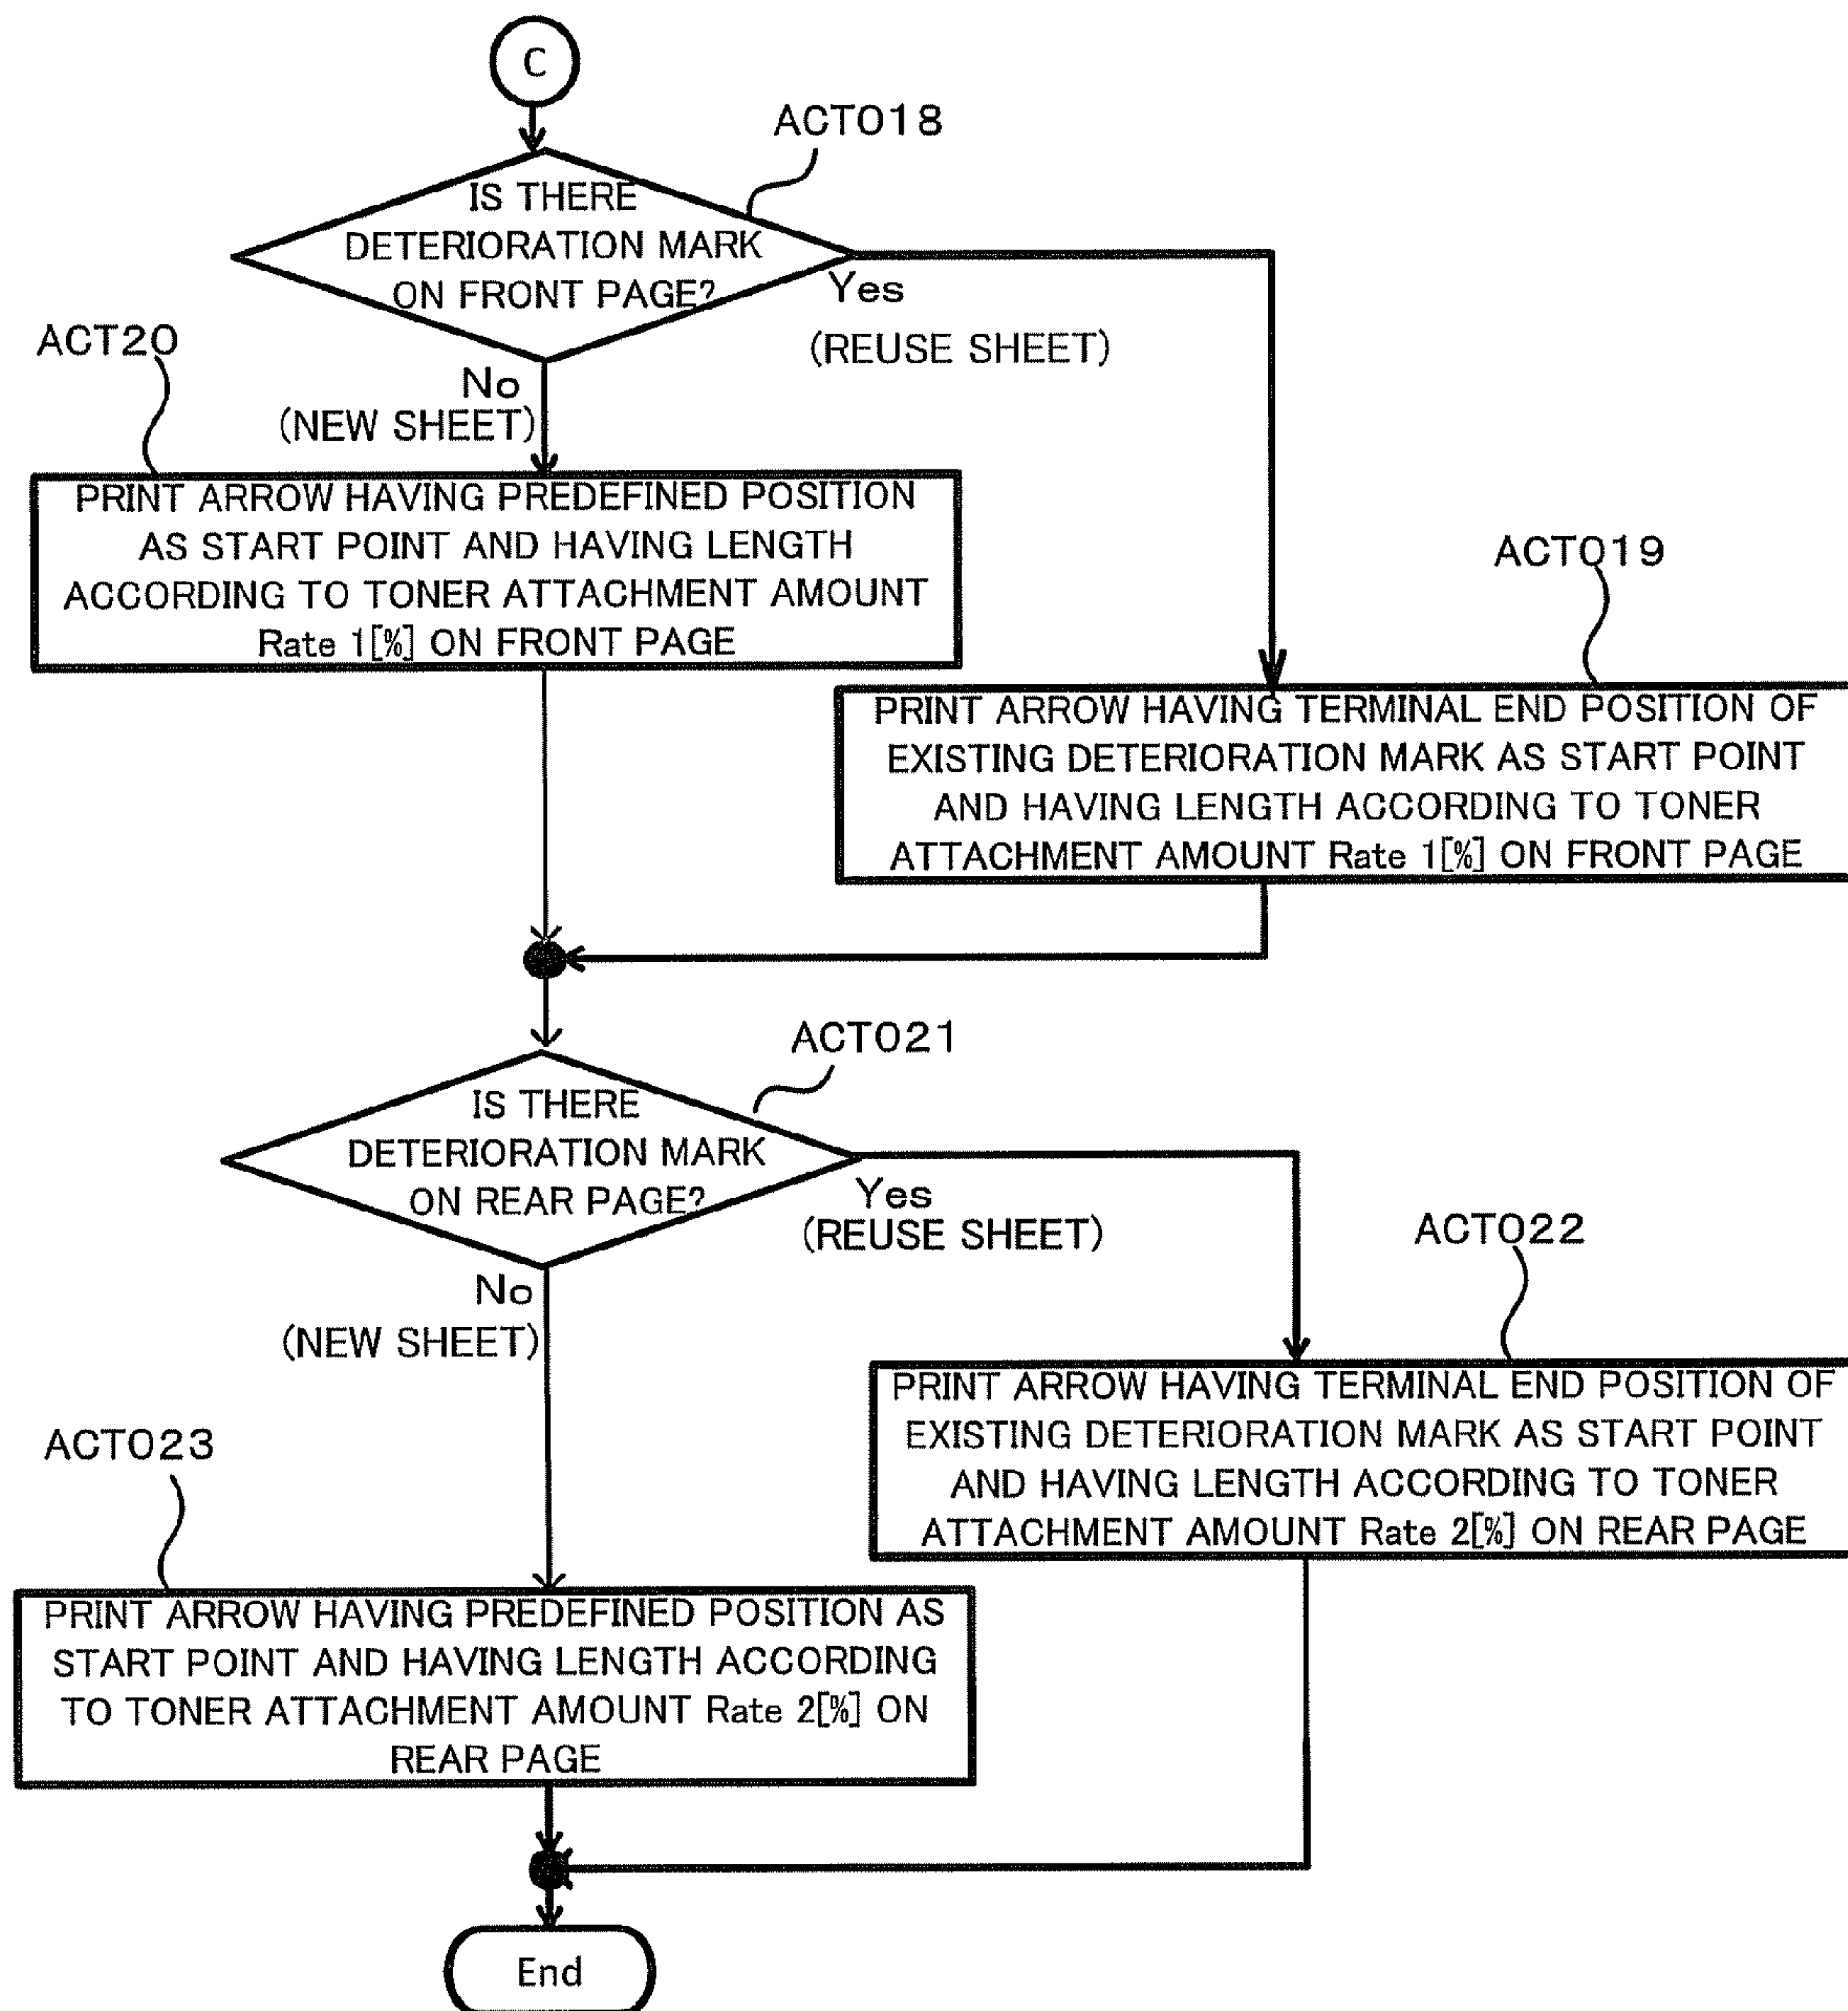 C
ACT018
IS THERE
DETERIORATION MARK
ON FRONT PAGE?
Yes
(REUSE SHEET)
ACT20
No
(NEW SHEET)
PRINT ARROW HAVING PREDEFINED POSITION
AS START POINT AND HAVING LENGTH
ACCORDING TO TONER ATTACHMENT AMOUNT
Rate 1[%] ON FRONT PAGE
ACT019
PRINT ARROW HAVING TERMINAL END POSITION OF
EXISTING DETERIORATION MARK AS START POINT
AND HAVING LENGTH ACCORDING TO TONER
ATTACHMENT AMOUNT Rate 1[%] ON FRONT PAGE
ACT021
IS THERE
DETERIORATION MARK
ON REAR PAGE?
Yes
(REUSE SHEET)
No
(NEW SHEET)
ACT022
PRINT ARROW HAVING TERMINAL END POSITION OF
EXISTING DETERIORATION MARK AS START POINT
AND HAVING LENGTH ACCORDING TO TONER
ATTACHMENT AMOUNT Rate 2[%] ON REAR PAGE
ACT023
PRINT ARROW HAVING PREDEFINED POSITION AS
START POINT AND HAVING LENGTH ACCORDING
TO TONER ATTACHMENT AMOUNT Rate 2[%] ON
REAR PAGE
End